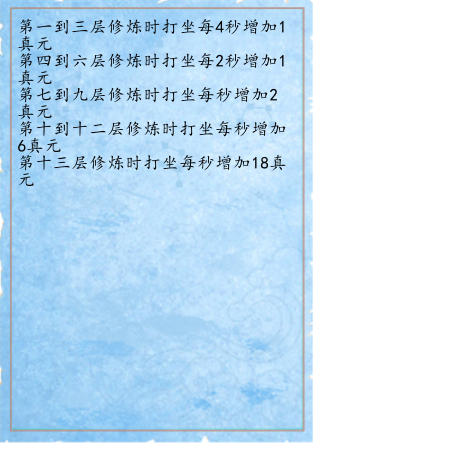 第一到三层修炼时打坐每4秒增加1
真元
第四到六层修炼时打坐每2秒增加1
真元
第七到九层修炼时打坐每秒增加2
真元
第十到十二层修炼时打坐每秒增加
6真元
第十三层修炼时打坐每秒增加18真
元